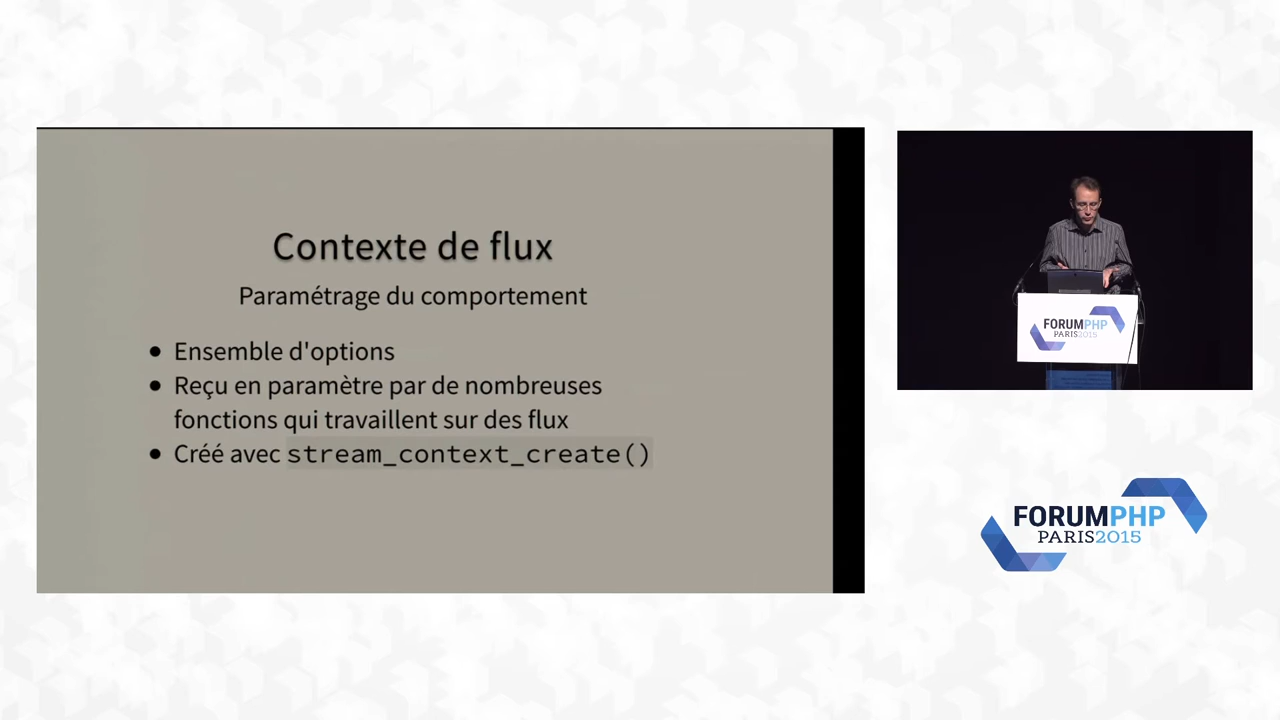 Contexte de flux
Paramétrage du comportement
Ensemble d'options
Reçu en paramètre par de nombreuses
fonctions qui travaillent sur des flux
Créé avec stream_context_create()
FORUMPHP
PARIS2015
FORUMPHP
PARIS2015